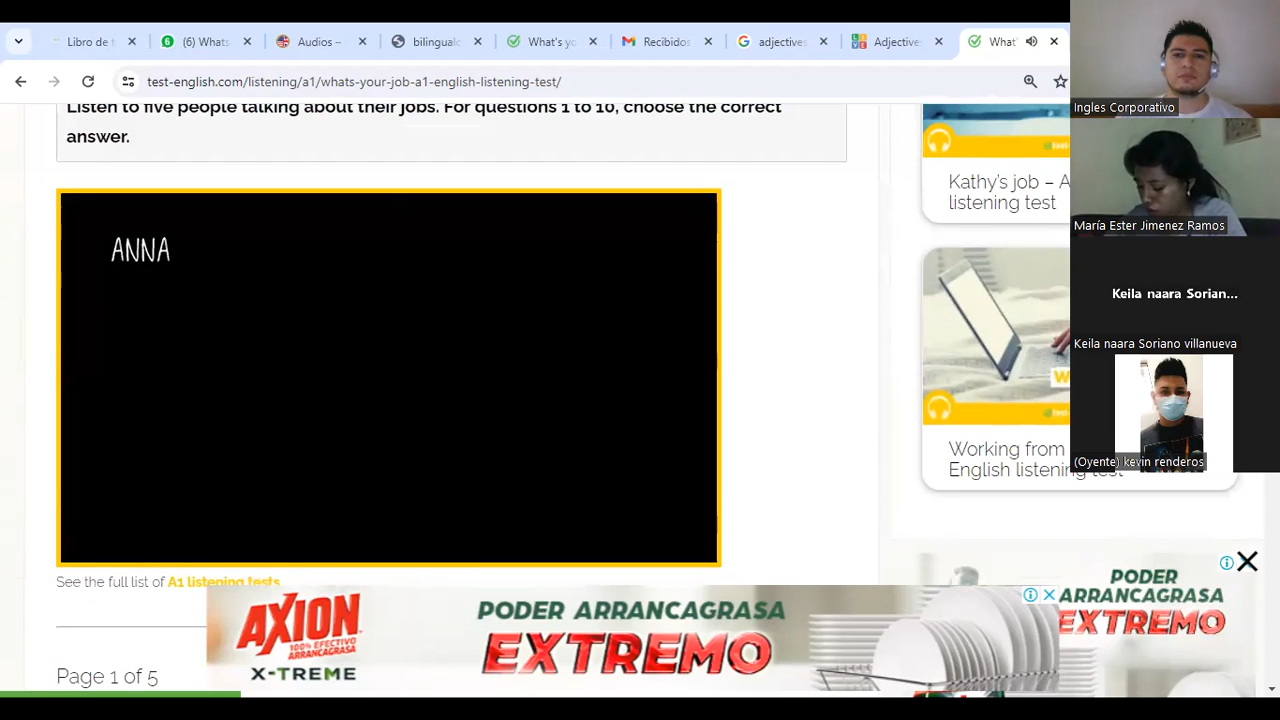 Libro de t
6
(6) Whats
Audios –
bilingualc
What's yo
Recibidos
adjectives
Adjective
What'
test-english.com/listening/a1/whats-your-job-a1-english-listening-test/
Listen to five people talking about their jobs. For questions 1 to 10, choose the correct
answer.
ANNA
See the full list of A1 listening tests
Page 1 of 5
Kathy's job – A
listening test
W
Working from
English listening test
Ingles Corporativo
María Ester Jimenez Ramos
Keila naara Sorian...
Keila naara Soriano villanueva
(Oyente) kevin renderos
AXION
100% EFECTIVO
ARRANCAGRASA
X-TREME
PODER ARRANCAGRASA
EXTREMO
PODER
ARRANCAGRASA
EXTREMO